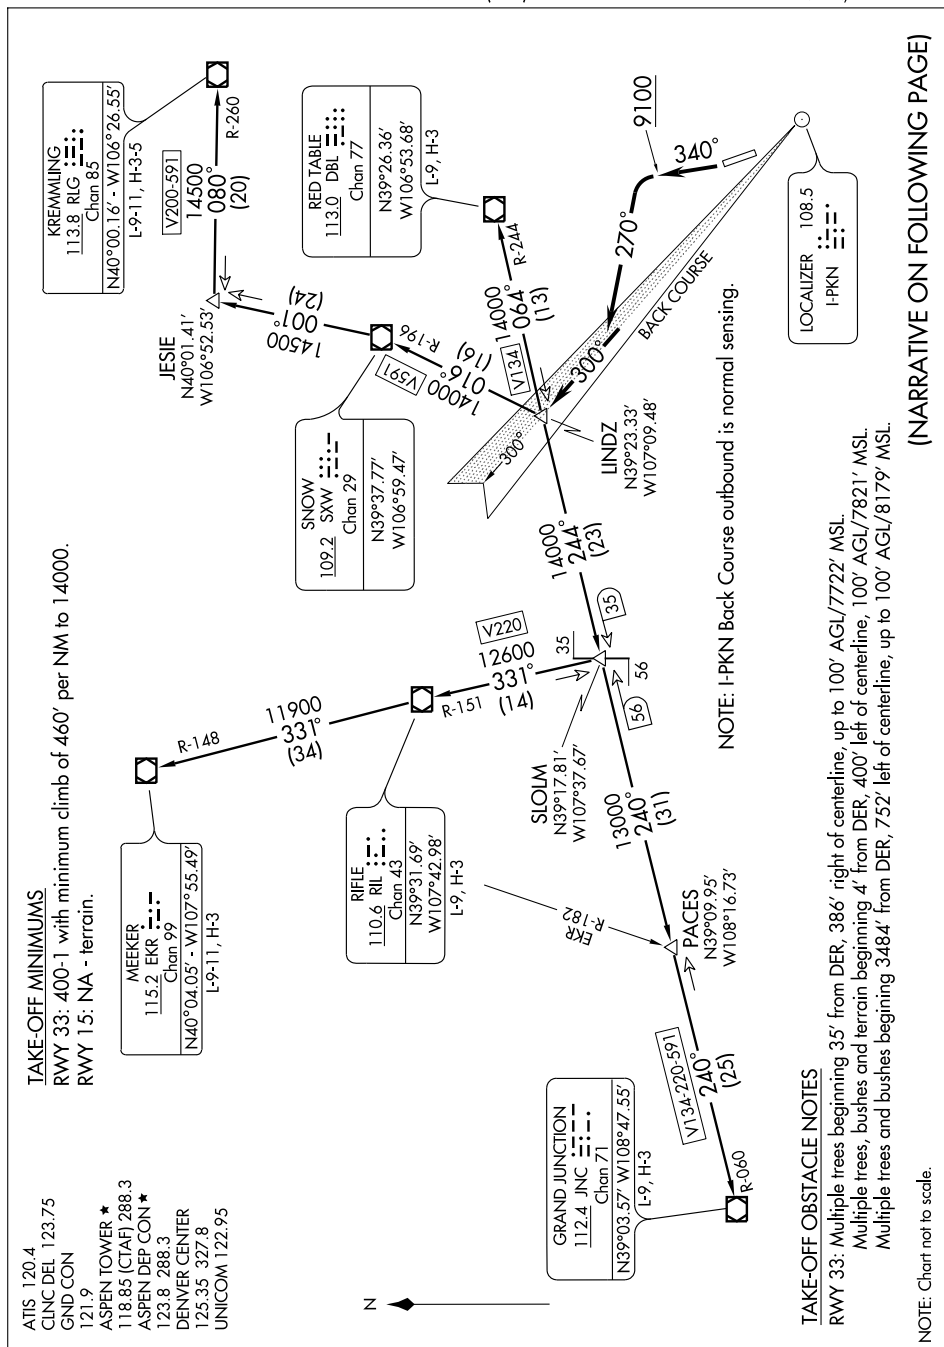 ATIS 120.4
CLNC DEL 123.75
GND CON
121.9
ASPEN TOWER ★
118.85 (CTAF) 288.3
ASPEN DEP CON ★
123.8 288.3
DENVER CENTER
125.35 327.8
UNICOM 122.95
TAKE-OFF MINIMUMS
RWY 33: 400-1 with minimum climb of 460' per NM to 14000.
RWY 15: NA - terrain.
KREMMLING
113.8 RLG
Chan 85
N40°00.16' - W106°26.55'
L-9-11, H-3-5
R-260
V200-591
14500
080°
(20)
JESIE
N40°01.41'
W106°52.53'
14500
001°
(24)
RED TABLE
113.0 DBL
Chan 77
N39°26.36'
W106°53.68'
L-9, H-3
R-244
14000
064°
(13)
V134
SNOW
109.2 SXW
Chan 29
N39°37.77'
W106°59.47'
R-196
V591
14000
016°
(16)
9100
340°
270°
300°
BACK COURSE
300°
LOCALIZER 108.5
I-PKN
LINDZ
N39°23.33'
W107°09.48'
14000
244°
(23)
MEEKER
115.2 EKR
Chan 99
N40°04.05' - W107°55.49'
L-9-11, H-3
R-148
11900
331°
(34)
RIFLE
110.6 RIL
Chan 43
N39°31.69'
W107°42.98'
L-9, H-3
R-151
V220
12600
331°
(14)
35
35
56
56
SLOLM
N39°17.81'
W107°37.67'
13000
240°
(31)
EKR
R-182
PACES
N39°09.95'
W108°16.73'
V134-220-591
240°
(25)
R-060
GRAND JUNCTION
112.4 JNC
Chan 71
N39°03.57' W108°47.55'
L-9, H-3
N
NOTE: I-PKN Back Course outbound is normal sensing.
TAKE-OFF OBSTACLE NOTES
RWY 33: Multiple trees beginning 35' from DER, 386' right of centerline, up to 100' AGL/7722' MSL.
Multiple trees, bushes and terrain beginning 4' from DER, 400' left of centerline, 100' AGL/7821' MSL.
Multiple trees and bushes begining 3484' from DER, 752' left of centerline, up to 100' AGL/8179' MSL.
(NARRATIVE ON FOLLOWING PAGE)
NOTE: Chart not to scale.